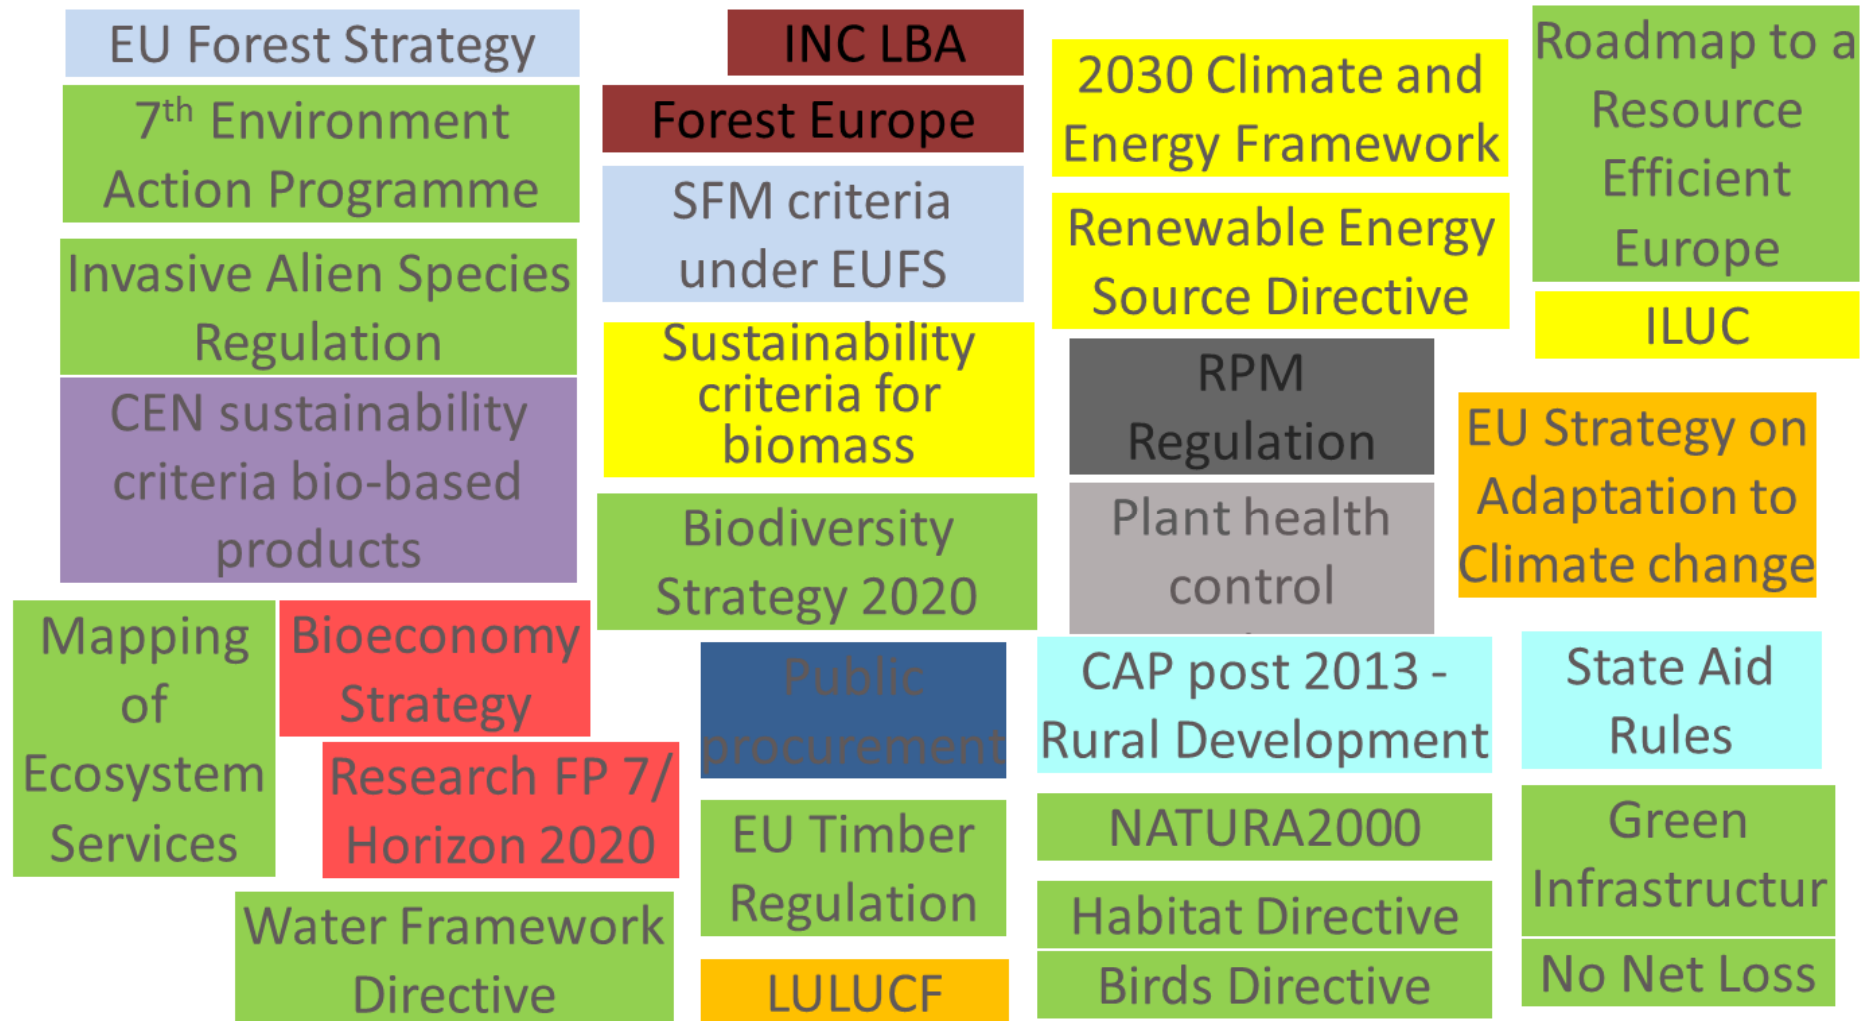 EU Forest Strategy
7th Environment
Action Programme
Invasive Alien Species
Regulation
CEN sustainability
criteria bio-based
products
Mapping
of
Ecosystem
Services
Bioeconomy
Strategy
Research FP 7/
Horizon 2020
Water Framework
Directive
INC LBA
Forest Europe
SFM criteria
under EUFS
Sustainability
criteria for
biomass
Biodiversity
Strategy 2020
Public
procurement
EU Timber
Regulation
LULUCF
2030 Climate and
Energy Framework
Renewable Energy
Source Directive
RPM
Regulation
Plant health
control
CAP post 2013 -
Rural Development
NATURA2000
Habitat Directive
Birds Directive
Roadmap to a
Resource
Efficient
Europe
ILUC
EU Strategy on
Adaptation to
Climate change
State Aid
Rules
Green
Infrastructur
No Net Loss